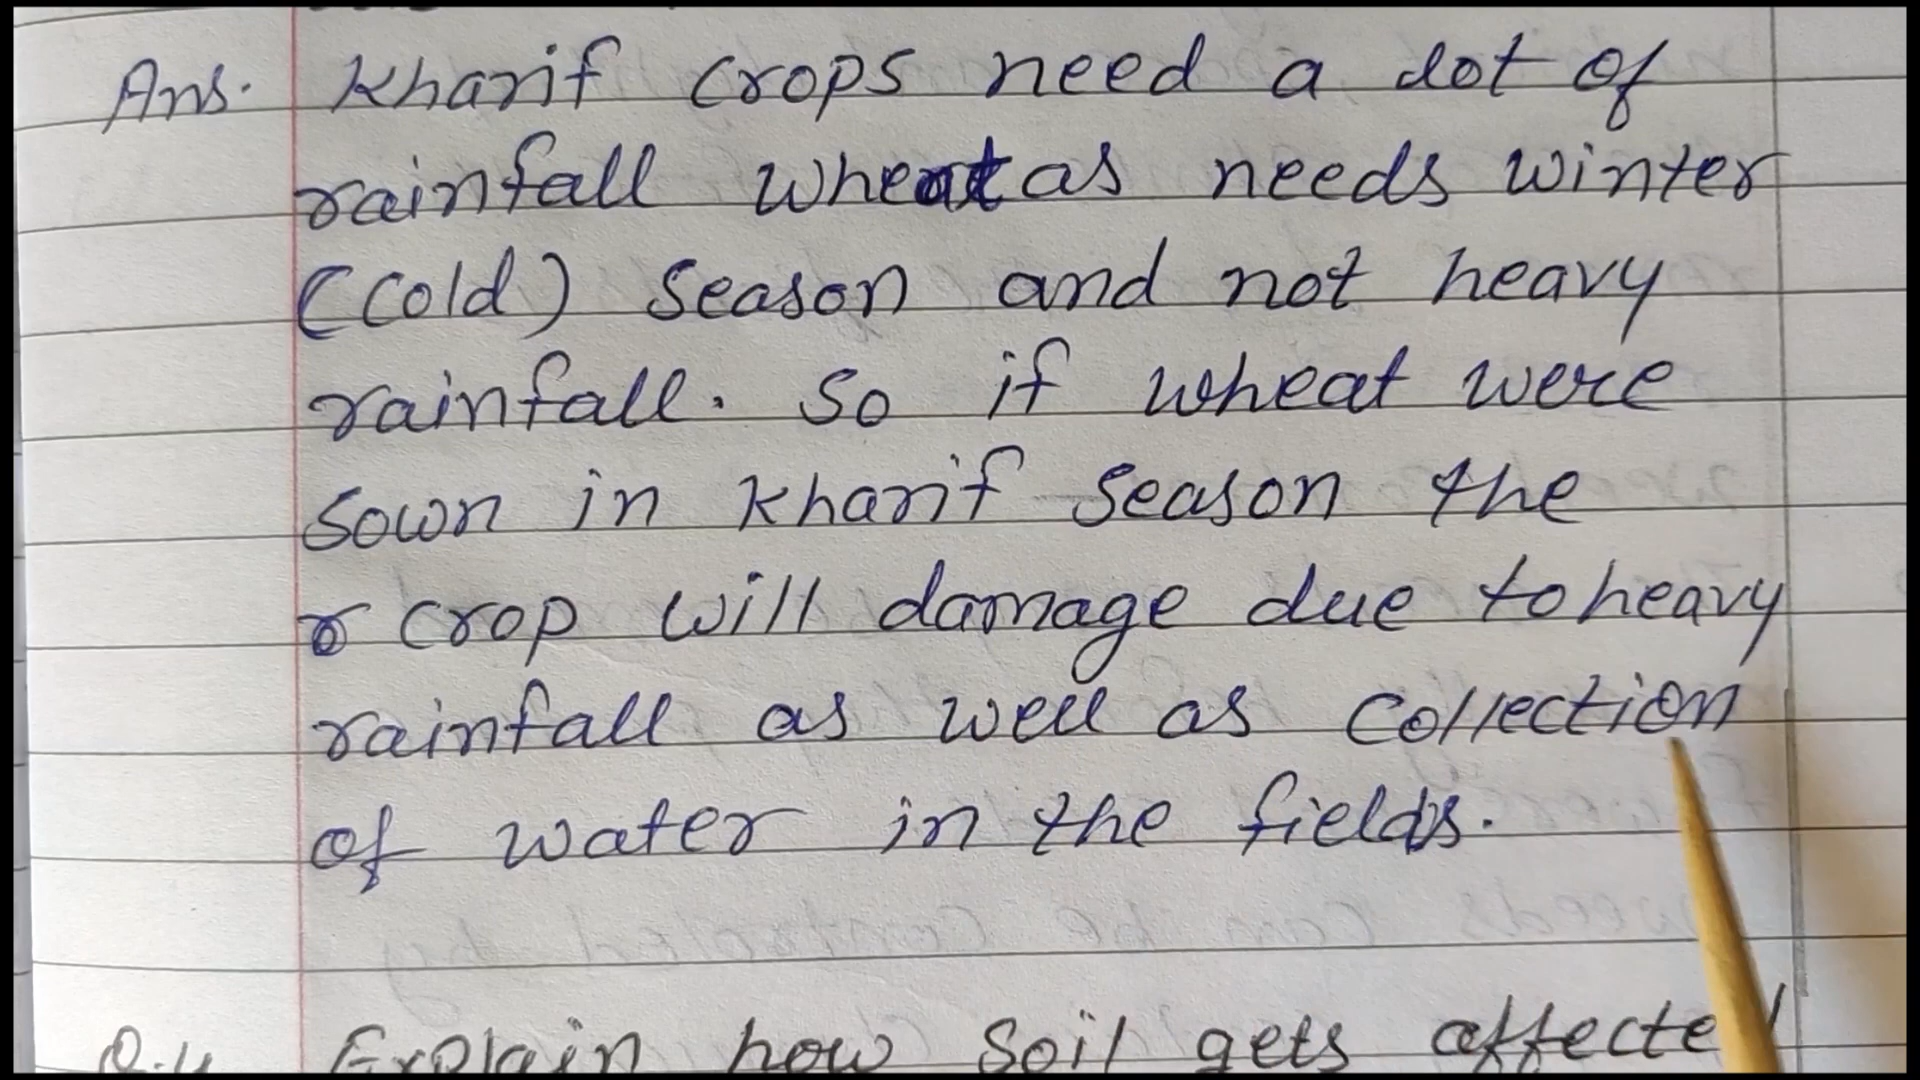 Ans. Kharif crops need a lot of
rainfall wheatas needs winter
(cold) season and not heavy
rainfall. So if wheat were
sown in kharif season the
r crop will damage due to heavy
rainfall as well as collection
of water in the fields.
Q.4 Explain how soil gets affected